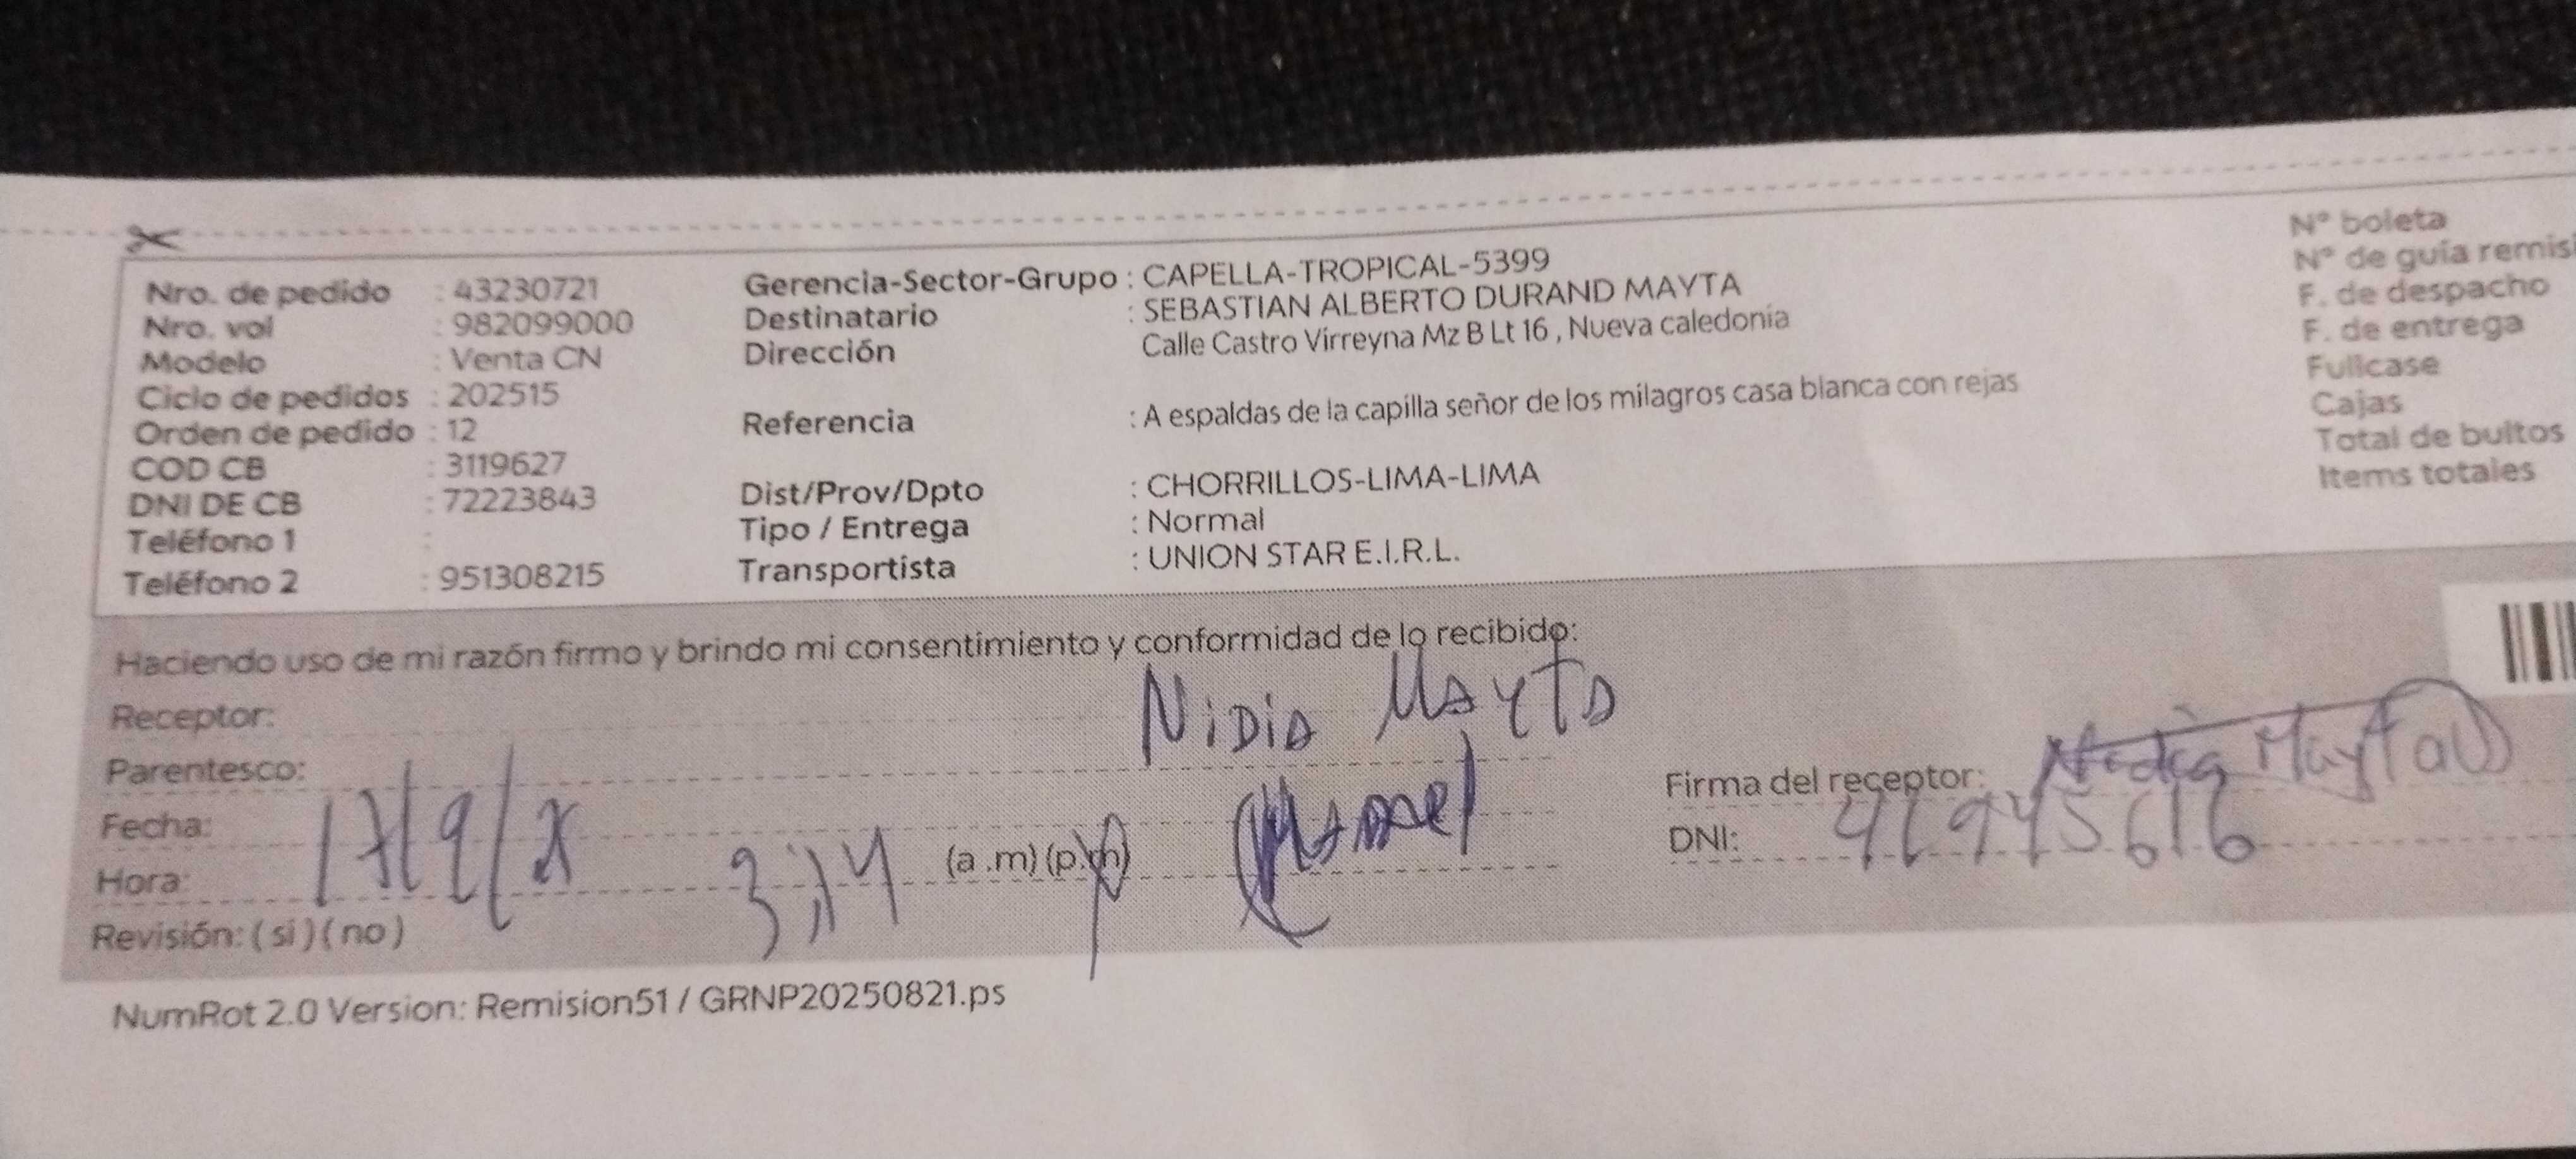 Nro. de pedido : 43230721
Nro. vol : 982099000
Modelo : Venta CN
Ciclo de pedidos : 202515
Orden de pedido : 12
COD CB : 3119627
DNI DE CB : 72223843
Teléfono 1 :
Teléfono 2 : 951308215
Gerencia-Sector-Grupo : CAPELLA-TROPICAL-5399
Destinatario : SEBASTIAN ALBERTO DURAND MAYTA
Dirección Calle Castro Virreyna Mz B Lt 16 , Nueva caledonia
Referencia : A espaldas de la capilla señor de los milagros casa blanca con rejas
Dist/Prov/Dpto : CHORRILLOS-LIMA-LIMA
Tipo / Entrega : Normal
Transportista : UNION STAR E.I.R.L.
N° boleta
N° de guía remis
F. de despacho
F. de entrega
Fullcase
Cajas
Total de bultos
Items totales
Haciendo uso de mi razón firmo y brindo mi consentimiento y conformidad de lo recibido:
Receptor: Nidia Mayta
Parentesco:
Fecha: 17/9/
Hora: (a .m) (p.m)
Revisión: ( si ) ( no )
Firma del receptor: Nidia Mayta
DNI:
NumRot 2.0 Version: Remision51 / GRNP20250821.ps